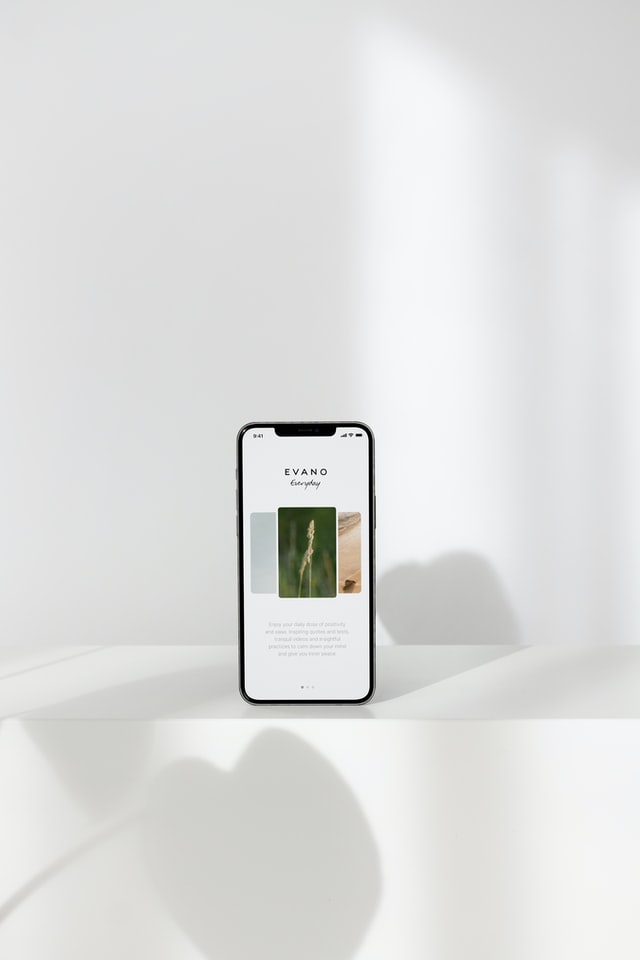 9:41
EVANO
Everyday
Enjoy your daily dose of positivity
and ease. Inspiring quotes and texts,
tranquil videos and insightful
practices to calm down your mind
and give you inner peace.